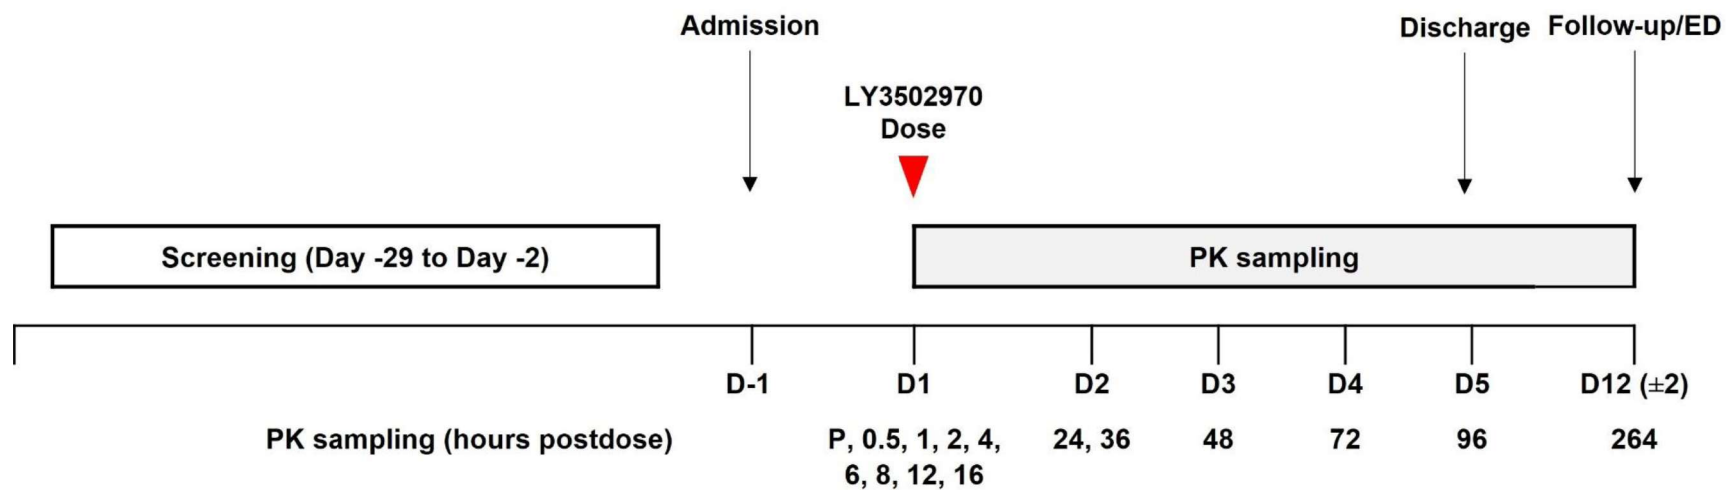 Admission
Discharge
Follow-up/ED
LY3502970
Dose
Screening (Day -29 to Day -2)
PK sampling
D-1
D1
D2
D3
D4
D5
D12 (±2)
PK sampling (hours postdose)
P, 0.5, 1, 2, 4,
6, 8, 12, 16
24, 36
48
72
96
264